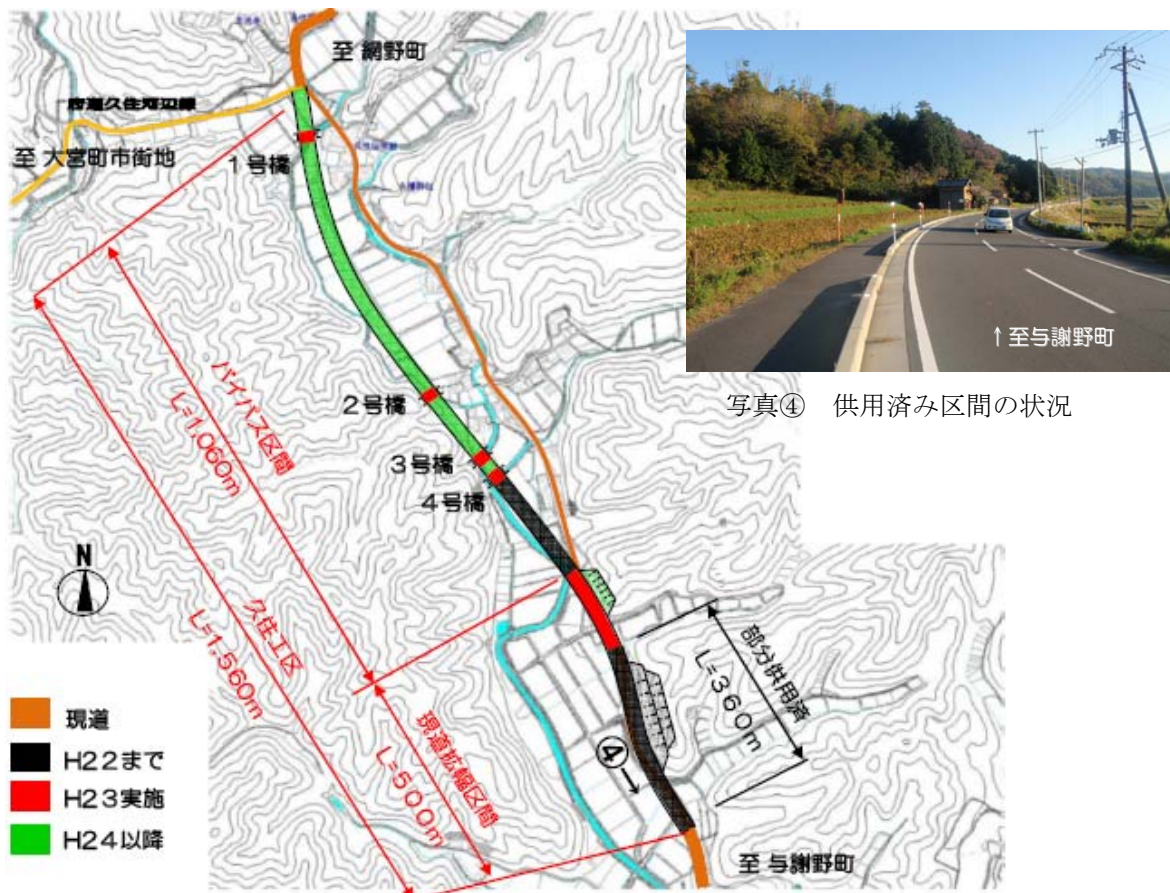 至 網野町
府道久住河辺線
至 大宮町市街地
1号橋
2号橋
3号橋
4号橋
バイパス区間
L=1,060m
久住工区
L=1,560m
現道拡幅区間
L=500m
部分供用済
L=360m
④
N
現道
H22まで
H23実施
H24以降
至 与謝野町
↑至与謝野町
写真④ 供用済み区間の状況